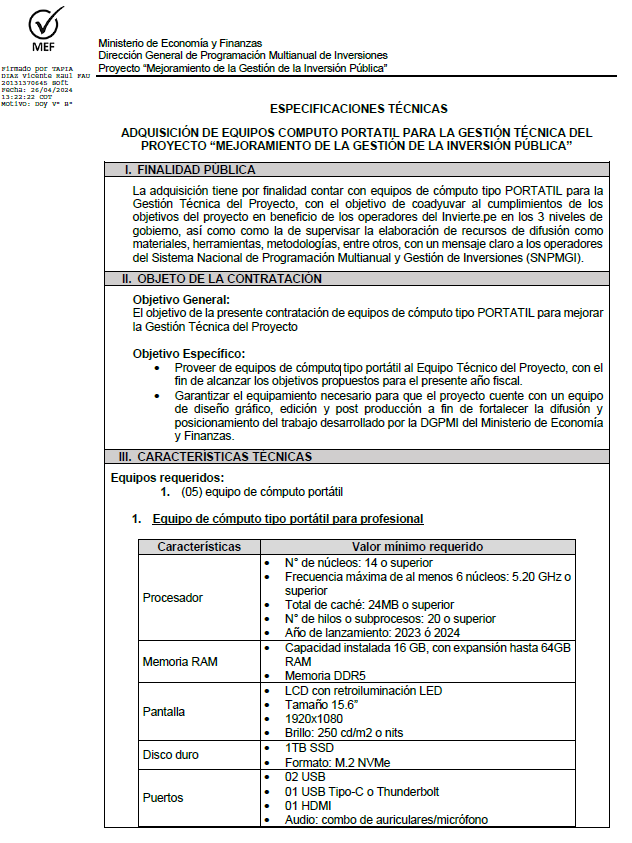 MEF
Firmado por TAPIA
DIAZ Vicente Raul FAU
20131370645 soft
Fecha: 26/04/2024
13:22:22 COT
Motivo: Doy V° B°
Ministerio de Economía y Finanzas
Dirección General de Programación Multianual de Inversiones
Proyecto “Mejoramiento de la Gestión de la Inversión Pública”
ESPECIFICACIONES TÉCNICAS
ADQUISICIÓN DE EQUIPOS COMPUTO PORTATIL PARA LA GESTIÓN TÉCNICA DEL
PROYECTO “MEJORAMIENTO DE LA GESTIÓN DE LA INVERSIÓN PÚBLICA”
I. FINALIDAD PÚBLICA
La adquisición tiene por finalidad contar con equipos de cómputo tipo PORTATIL para la
Gestión Técnica del Proyecto, con el objetivo de coadyuvar al cumplimientos de los
objetivos del proyecto en beneficio de los operadores del Invierte.pe en los 3 niveles de
gobierno, así como como la de supervisar la elaboración de recursos de difusión como
materiales, herramientas, metodologías, entre otros, con un mensaje claro a los operadores
del Sistema Nacional de Programación Multianual y Gestión de Inversiones (SNPMGI).
II. OBJETO DE LA CONTRATACIÓN
Objetivo General:
El objetivo de la presente contratación de equipos de cómputo tipo PORTATIL para mejorar
la Gestión Técnica del Proyecto
Objetivo Específico:
• Proveer de equipos de cómputo tipo portátil al Equipo Técnico del Proyecto, con el
fin de alcanzar los objetivos propuestos para el presente año fiscal.
• Garantizar el equipamiento necesario para que el proyecto cuente con un equipo
de diseño gráfico, edición y post producción a fin de fortalecer la difusión y
posicionamiento del trabajo desarrollado por la DGPMI del Ministerio de Economía
y Finanzas.
III. CARACTERÍSTICAS TÉCNICAS
Equipos requeridos:
1. (05) equipo de cómputo portátil
1. Equipo de cómputo tipo portátil para profesional
Características Valor mínimo requerido
Procesador
• N° de núcleos: 14 o superior
• Frecuencia máxima de al menos 6 núcleos: 5.20 GHz o
superior
• Total de caché: 24MB o superior
• N° de hilos o subprocesos: 20 o superior
• Año de lanzamiento: 2023 ó 2024
Memoria RAM
• Capacidad instalada 16 GB, con expansión hasta 64GB
RAM
• Memoria DDR5
Pantalla
• LCD con retroiluminación LED
• Tamaño 15.6”
• 1920x1080
• Brillo: 250 cd/m2 o nits
Disco duro
• 1TB SSD
• Formato: M.2 NVMe
Puertos
• 02 USB
• 01 USB Tipo-C o Thunderbolt
• 01 HDMI
• Audio: combo de auriculares/micrófono